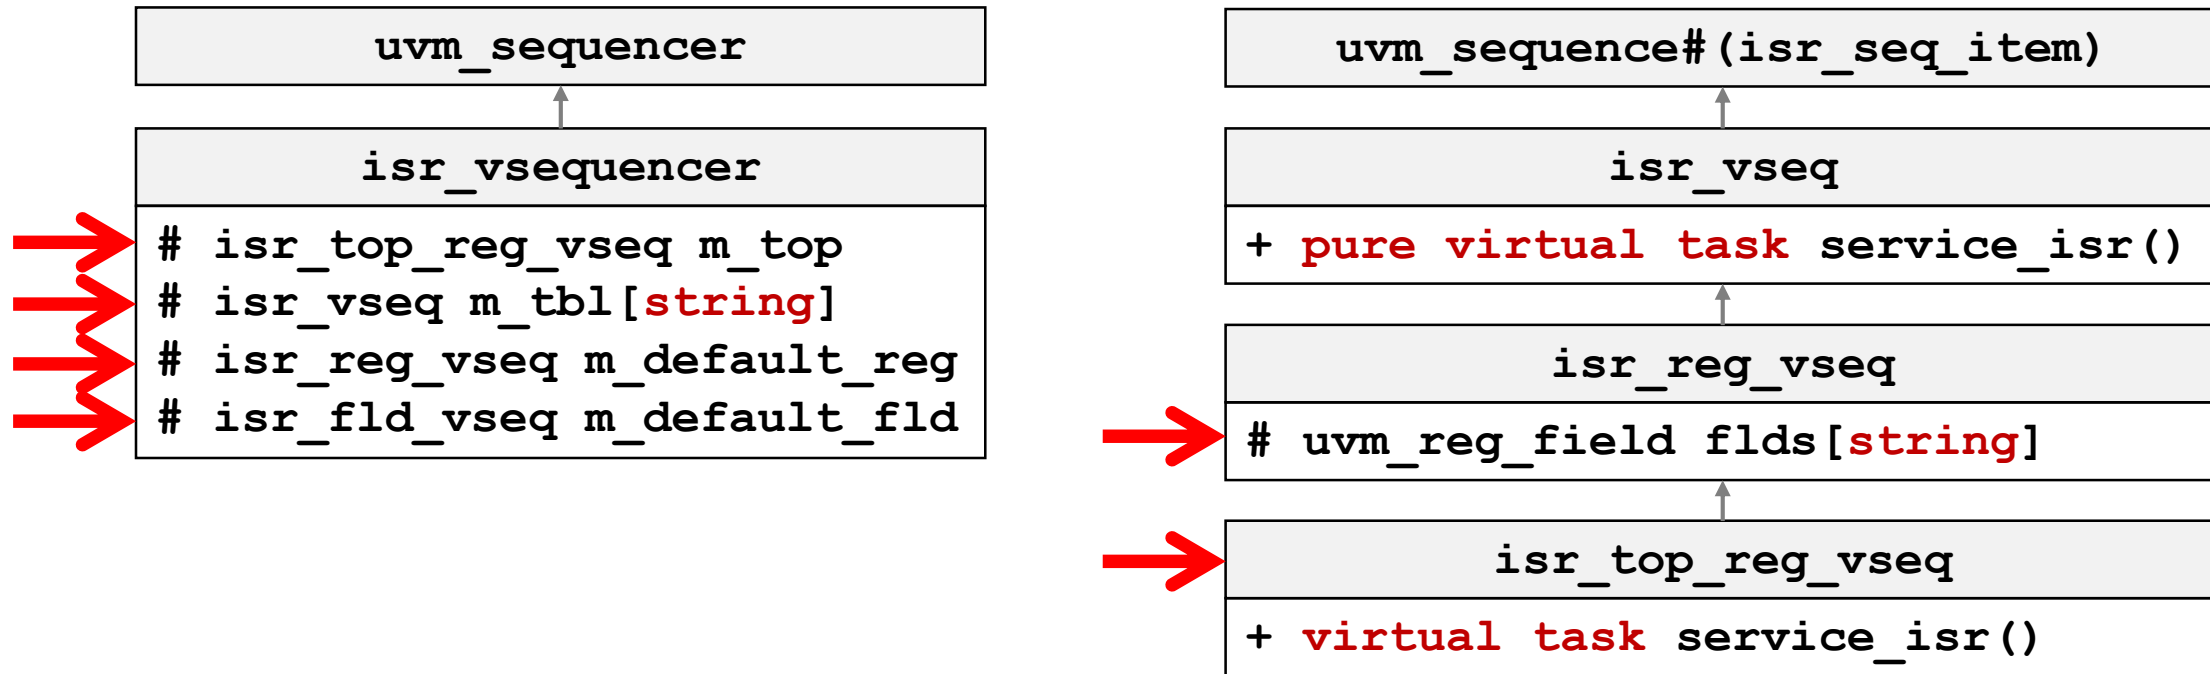 uvm_sequencer
isr_vsequencer
# isr_top_reg_vseq m_top
# isr_vseq m_tbl[string]
# isr_reg_vseq m_default_reg
# isr_fld_vseq m_default_fld
uvm_sequence#(isr_seq_item)
isr_vseq
+ pure virtual task service_isr()
isr_reg_vseq
# uvm_reg_field flds[string]
isr_top_reg_vseq
+ virtual task service_isr()